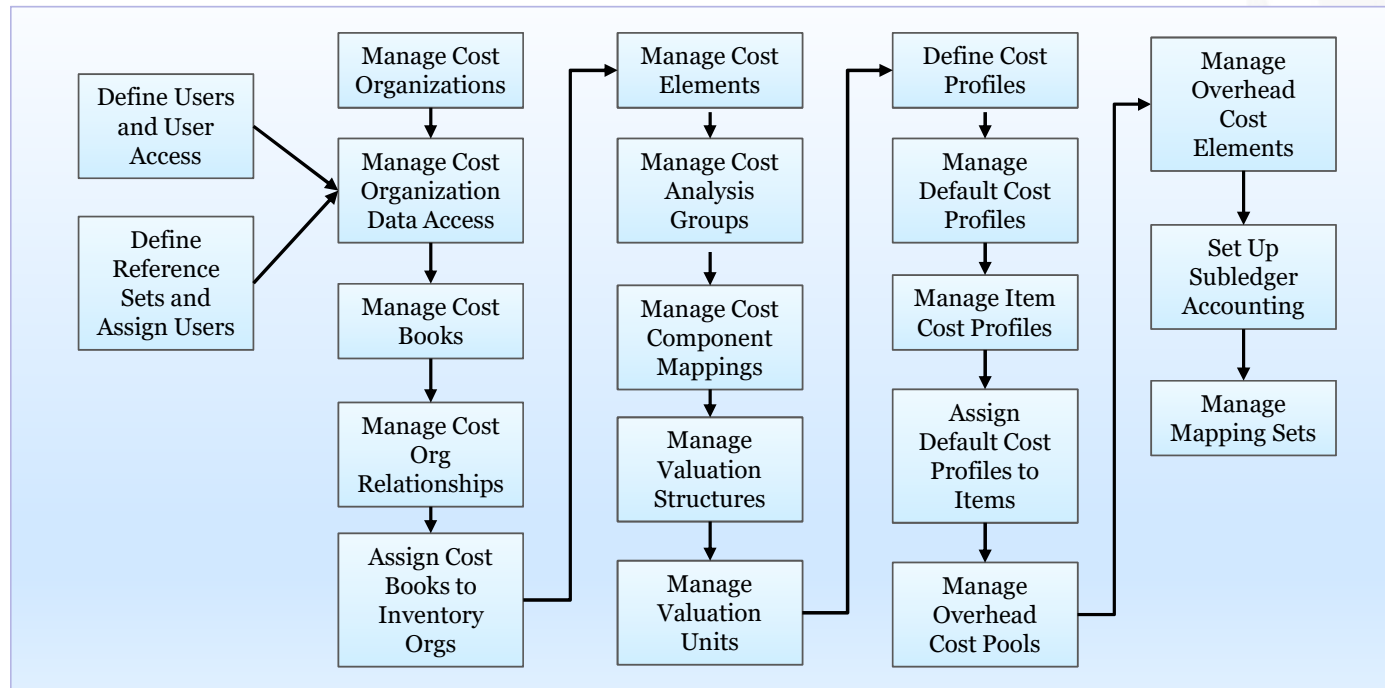 Define Users
and User
Access
Define
Reference
Sets and
Assign Users
Manage Cost
Organizations
Manage Cost
Organization
Data Access
Manage Cost
Books
Manage Cost
Org
Relationships
Assign Cost
Books to
Inventory
Orgs
Manage Cost
Elements
Manage Cost
Analysis
Groups
Manage Cost
Component
Mappings
Manage
Valuation
Structures
Manage
Valuation
Units
Define Cost
Profiles
Manage
Default Cost
Profiles
Manage Item
Cost Profiles
Assign
Default Cost
Profiles to
Items
Manage
Overhead
Cost Pools
Manage
Overhead
Cost
Elements
Set Up
Subledger
Accounting
Manage
Mapping Sets